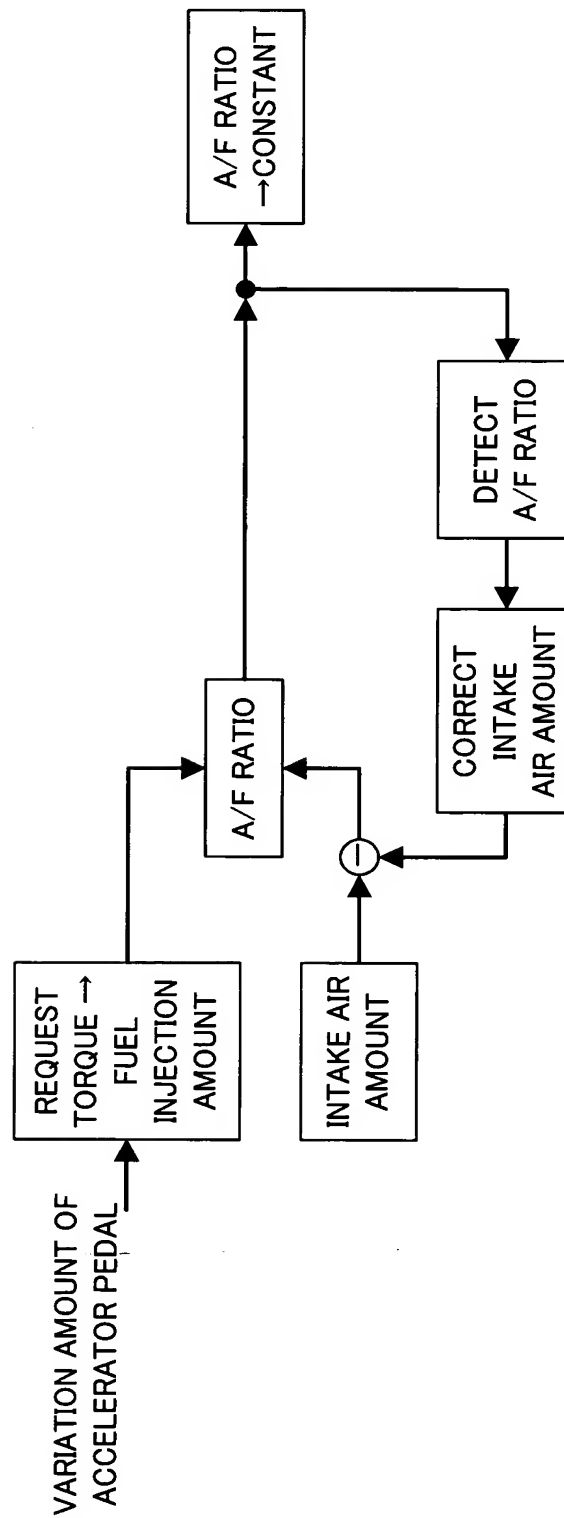 VARIATION AMOUNT OF
ACCELERATOR PEDAL
REQUEST
TORQUE →
FUEL
INJECTION
AMOUNT
INTAKE AIR
AMOUNT
−
A/F RATIO
CORRECT
INTAKE
AIR AMOUNT
DETECT
A/F RATIO
A/F RATIO
→CONSTANT